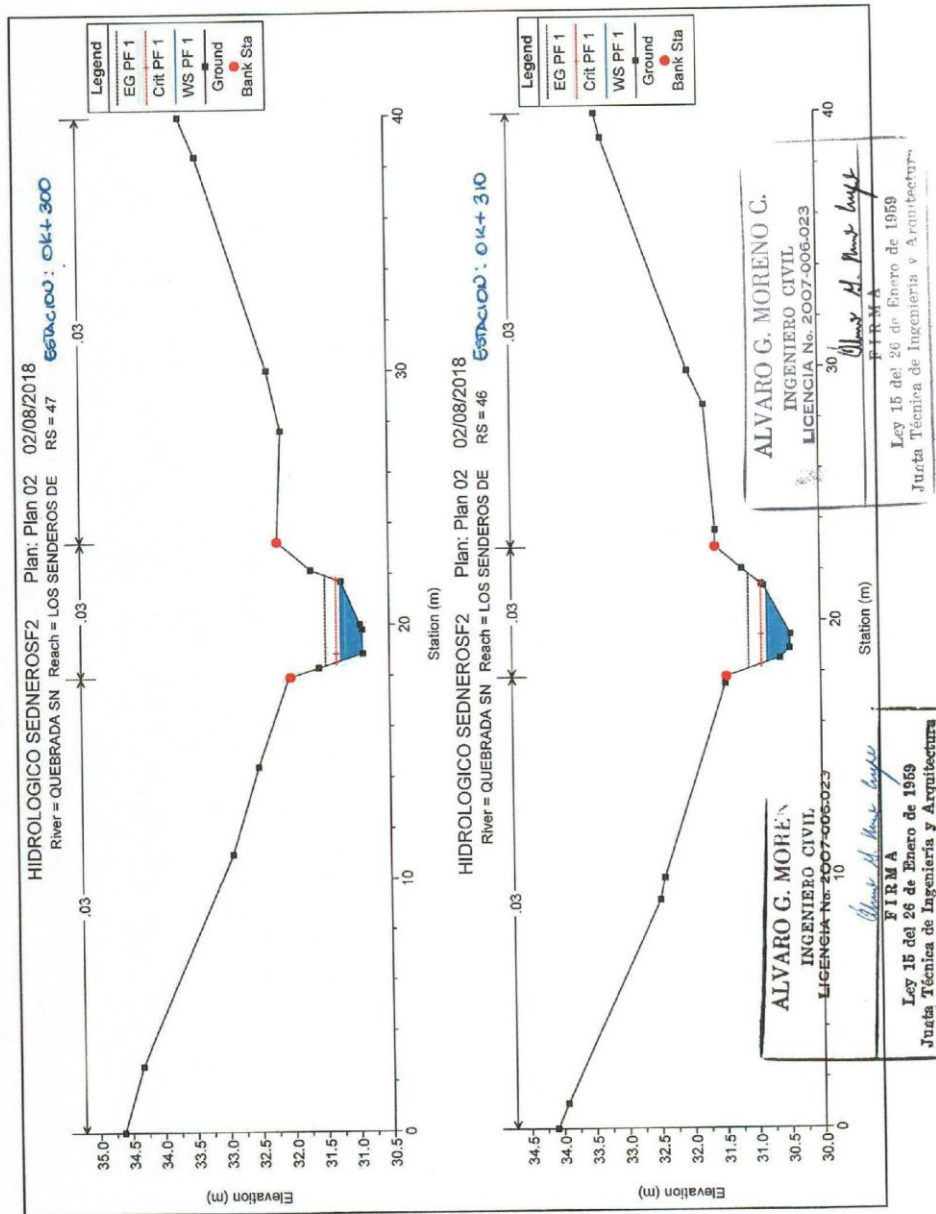 HIDROLOGICO SEDNEROSF2 Plan: Plan 02 02/08/2018
River = QUEBRADA SN Reach = LOS SENDEROS DE RS = 47 ESTACION: 0K+300
.03
.03
.03
Legend
EG PF 1
Crit PF 1
WS PF 1
Ground
Bank Sta
Elevation (m)
35.0
34.5
34.0
33.5
33.0
32.5
32.0
31.5
31.0
30.5
0
10
20
30
40
Station (m)
HIDROLOGICO SEDNEROSF2 Plan: Plan 02 02/08/2018
River = QUEBRADA SN Reach = LOS SENDEROS DE RS = 46 ESTACION: 0K+310
.03
.03
.03
Legend
EG PF 1
Crit PF 1
WS PF 1
Ground
Bank Sta
Elevation (m)
34.5
34.0
33.5
33.0
32.5
32.0
31.5
31.0
30.5
30.0
0
10
20
30
40
Station (m)
ALVARO G. MOREN
INGENIERO CIVIL
LICENCIA No. 2007-006-023
FIRMA
Ley 15 del 26 de Enero de 1959
Junta Técnica de Ingeniería y Arquitectura
ALVARO G. MORENO C.
INGENIERO CIVIL
LICENCIA No. 2007-006-023
FIRMA
Ley 15 del 26 de Enero de 1959
Junta Técnica de Ingeniería y Arquitectura